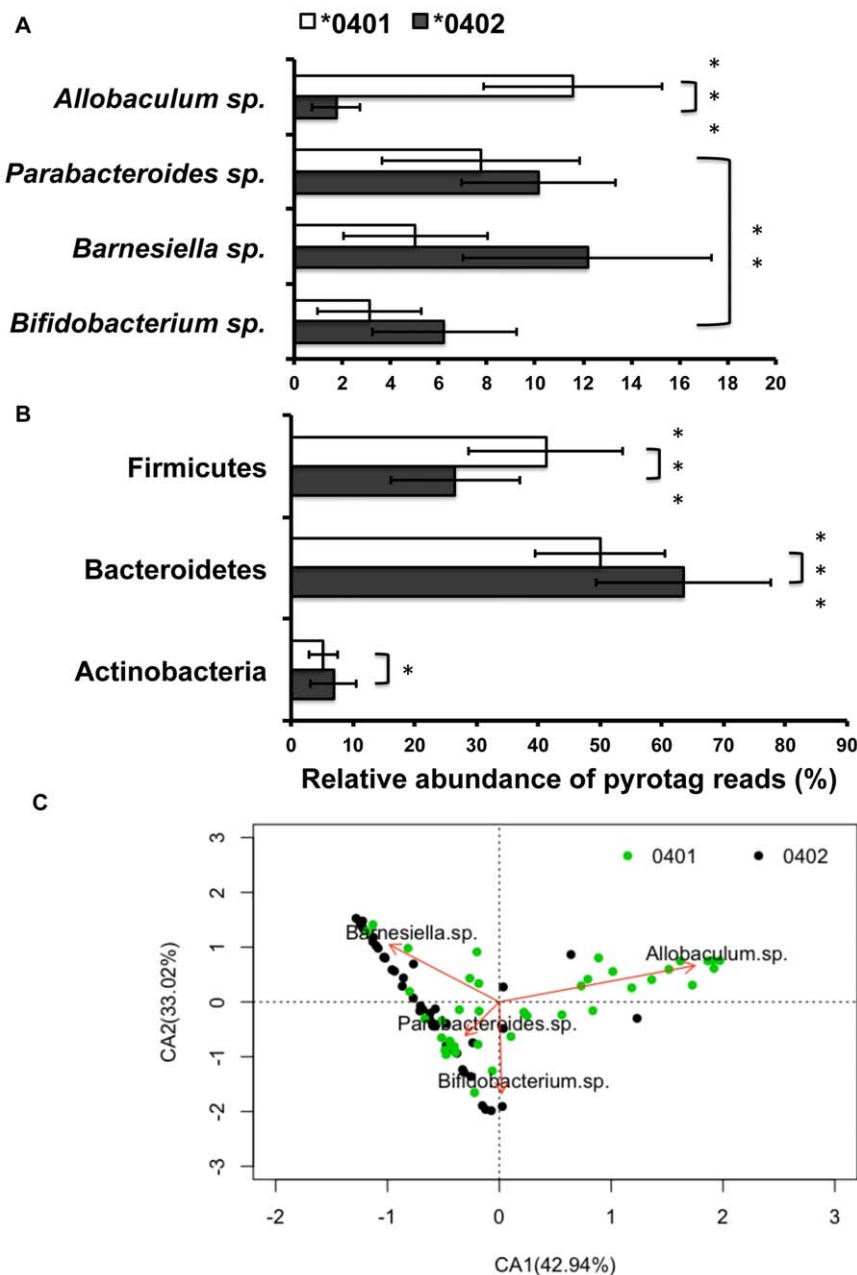 A
*0401 *0402
Allobaculum sp.
*
*
*
Parabacteroides sp.
Barnesiella sp.
*
*
Bifidobacterium sp.
0 2 4 6 8 10 12 14 16 18 20
B
Firmicutes
*
*
*
Bacteroidetes
*
*
*
Actinobacteria
*
0 10 20 30 40 50 60 70 80 90
Relative abundance of pyrotag reads (%)
C
0401 0402
3
2
1
0
-1
-2
-3
CA2(33.02%)
Barnesiella.sp.
Allobaculum.sp.
Parabacteroides.sp.
Bifidobacterium.sp.
-2 -1 0 1 2 3
CA1(42.94%)